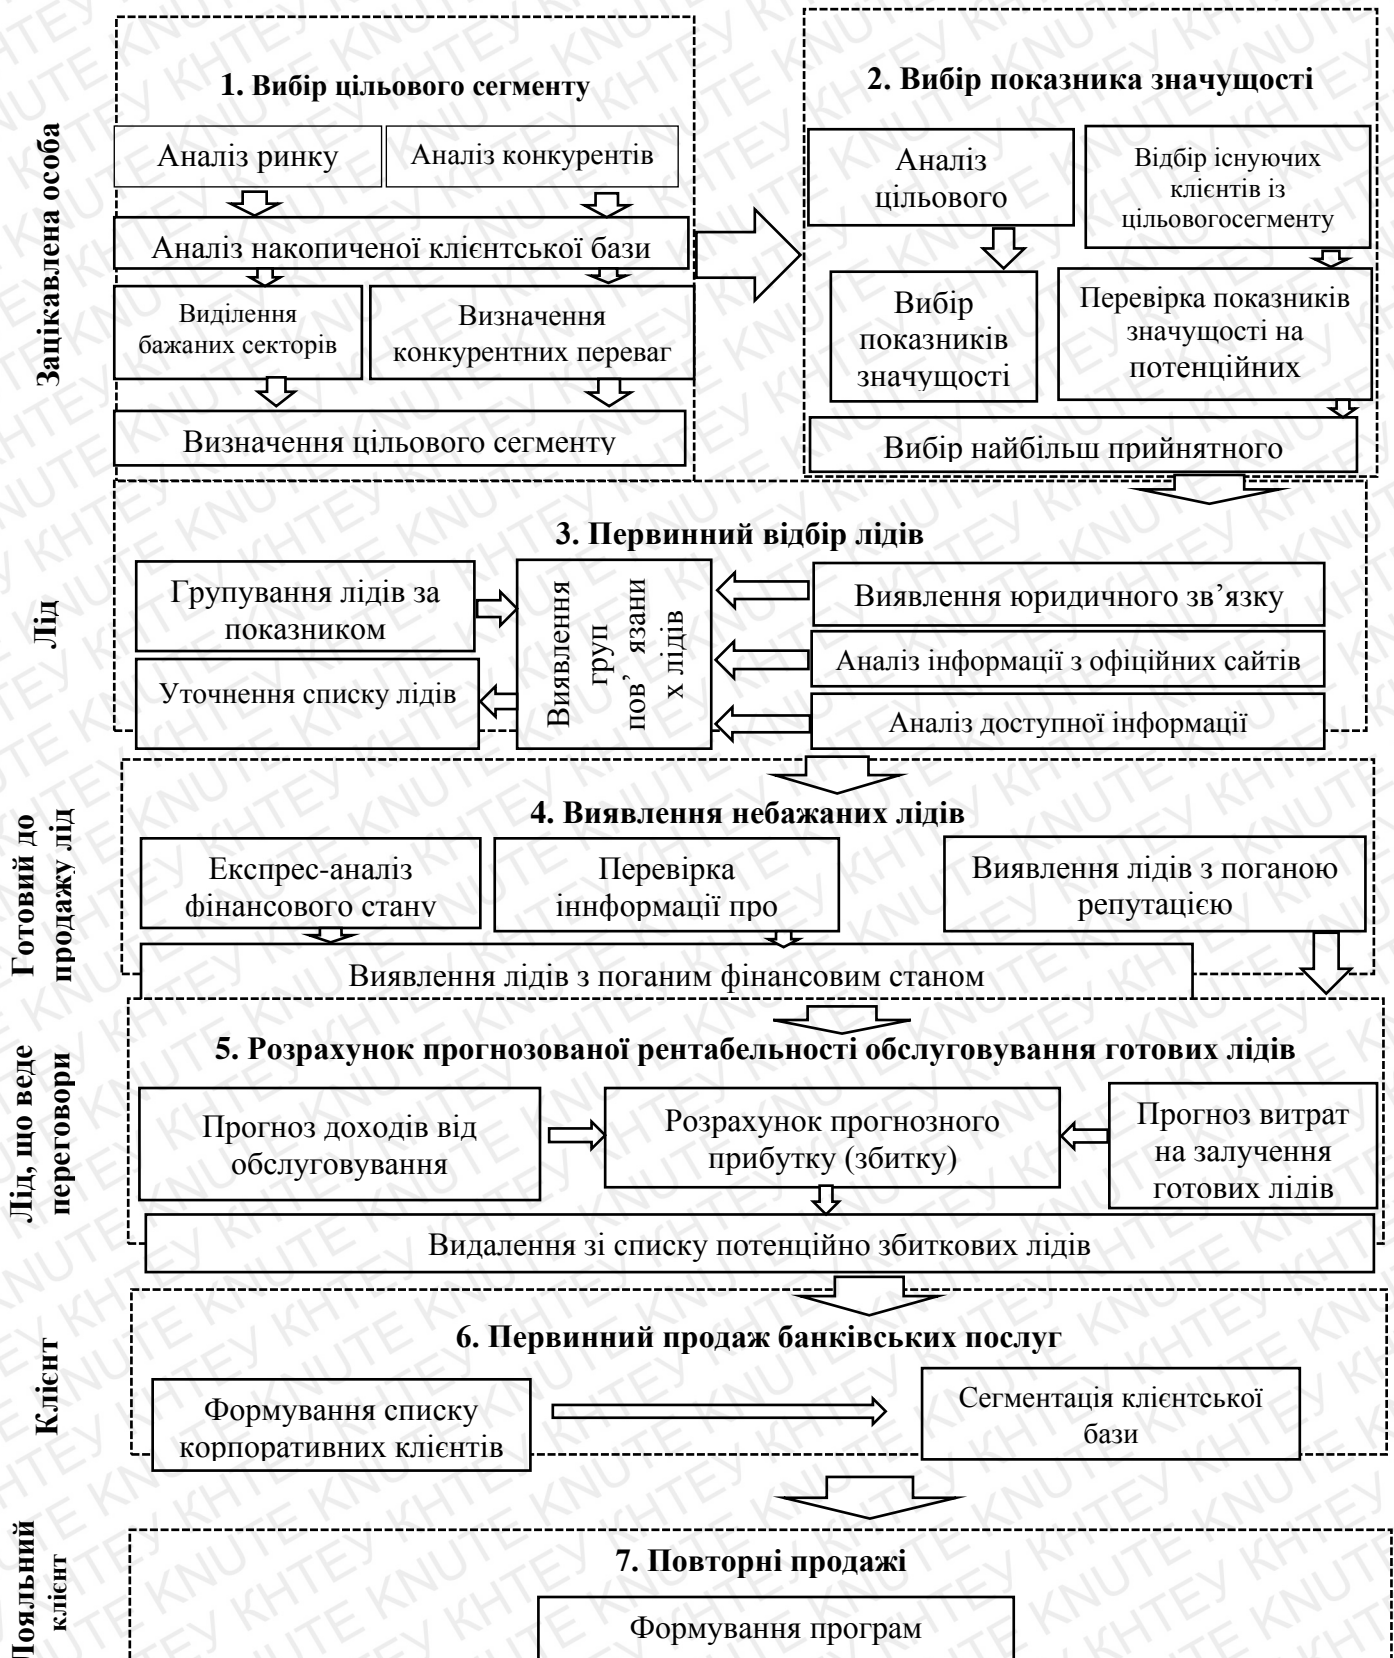 Зацікавлена особа
1. Вибір цільового сегменту
Аналіз ринку
Аналіз конкурентів
Аналіз накопиченої клієнтської бази
Виділення
бажаних секторів
Визначення
конкурентних переваг
Визначення цільового сегменту
2. Вибір показника значущості
Аналіз
цільового
Відбір існуючих
клієнтів із
цільовогосегменту
Вибір
показників
значущості
Перевірка показників
значущості на
потенційних
Вибір найбільш прийнятного
Лід
3. Первинний відбір лідів
Групування лідів за
показником
Уточнення списку лідів
Виявлення
груп
пов’ язани
х лідів
Виявлення юридичного зв’язку
Аналіз інформації з офіційних сайтів
Аналіз доступної інформації
Готовий до
продажу лід
4. Виявлення небажаних лідів
Експрес-аналіз
фінансового стану
Перевірка
іннформації про
Виявлення лідів з поганою
репутацією
Виявлення лідів з поганим фінансовим станом
Лід, що веде
переговори
5. Розрахунок прогнозованої рентабельності обслуговування готових лідів
Прогноз доходів від
обслуговування
Розрахунок прогнозного
прибутку (збитку)
Прогноз витрат
на залучення
готових лідів
Видалення зі списку потенційно збиткових лідів
Клієнт
6. Первинний продаж банківських послуг
Формування списку
корпоративних клієнтів
Сегментація клієнтської
бази
Лояльний
клієнт
7. Повторні продажі
Формування програм